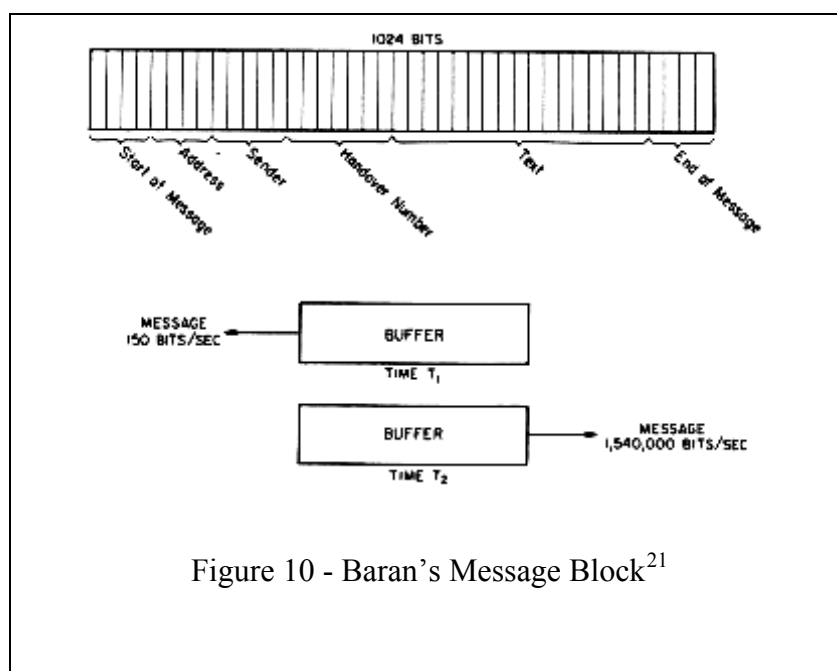 1024 BITS
Start of Message
Address
Sender
Handover Number
Text
End of Message
MESSAGE
150 BITS/SEC
BUFFER
TIME T₁
BUFFER
MESSAGE
1,540,000 BITS/SEC
TIME T₂
Figure 10 - Baran's Message Block²¹